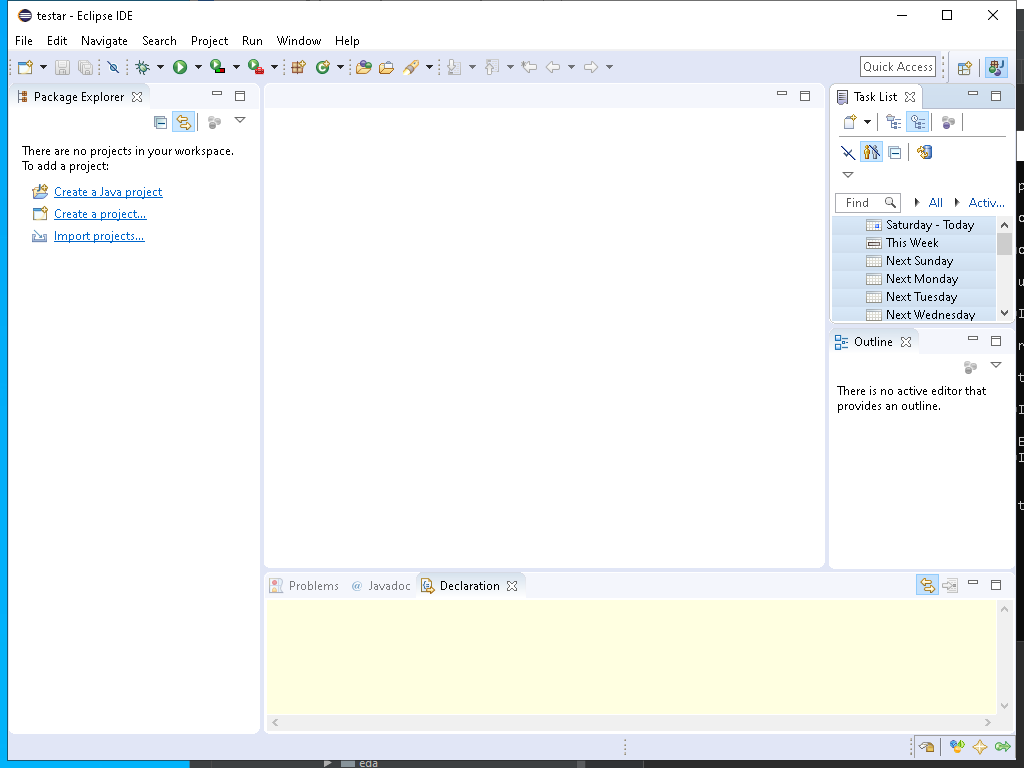 testar - Eclipse IDE
File Edit Navigate Search Project Run Window Help
Quick Access
Package Explorer
There are no projects in your workspace.
To add a project:
Create a Java project
Create a project...
Import projects...
Task List
Find All Activ...
Saturday - Today
This Week
Next Sunday
Next Monday
Next Tuesday
Next Wednesday
Outline
There is no active editor that
provides an outline.
Problems @ Javadoc Declaration
eda